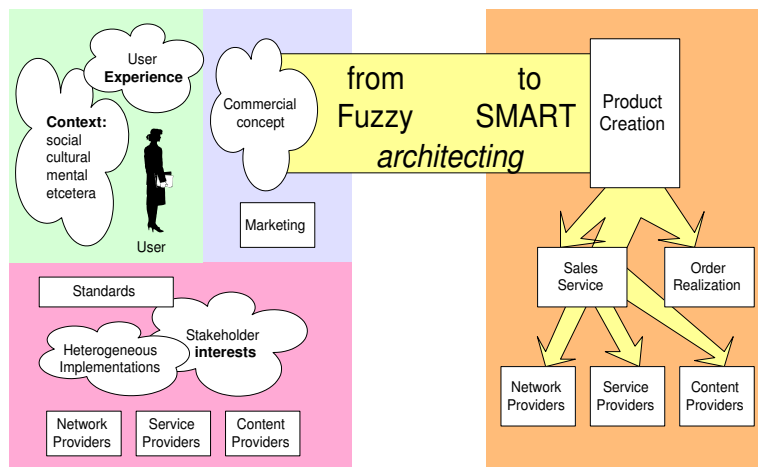 User
Experience
Context:
social
cultural
mental
etcetera
User
Commercial
concept
Marketing
from to
Fuzzy SMART
architecting
Product
Creation
Sales
Service
Order
Realization
Network
Providers
Service
Providers
Content
Providers
Standards
Stakeholder
interests
Heterogeneous
Implementations
Network
Providers
Service
Providers
Content
Providers